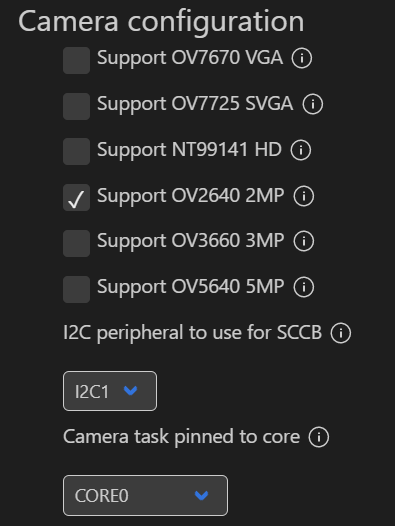 Camera configuration
Support OV7670 VGA
Support OV7725 SVGA
Support NT99141 HD
Support OV2640 2MP
Support OV3660 3MP
Support OV5640 5MP
I2C peripheral to use for SCCB
I2C1
Camera task pinned to core
CORE0